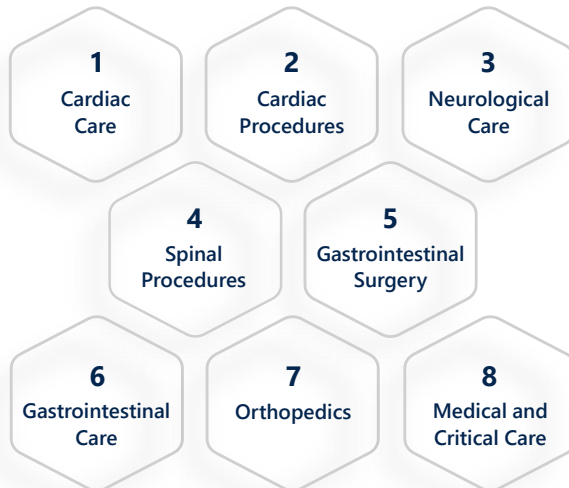 1
Cardiac
Care
2
Cardiac
Procedures
3
Neurological
Care
4
Spinal
Procedures
5
Gastrointestinal
Surgery
6
Gastrointestinal
Care
7
Orthopedics
8
Medical and
Critical Care